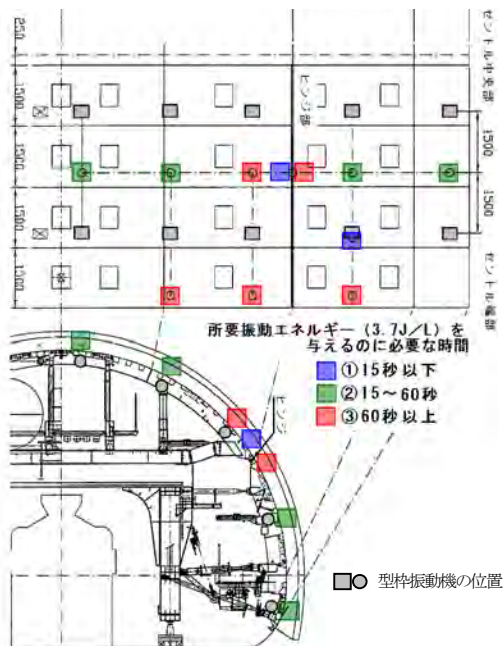 250
1500
1500
1500
1500
セントル中央部
ヒンジ部
1500
1500
セントル端部
所要振動エネルギー（3.7J／L）を
与えるのに必要な時間
①15秒以下
②15～60秒
③60秒以上
ヒンジ
型枠振動機の位置